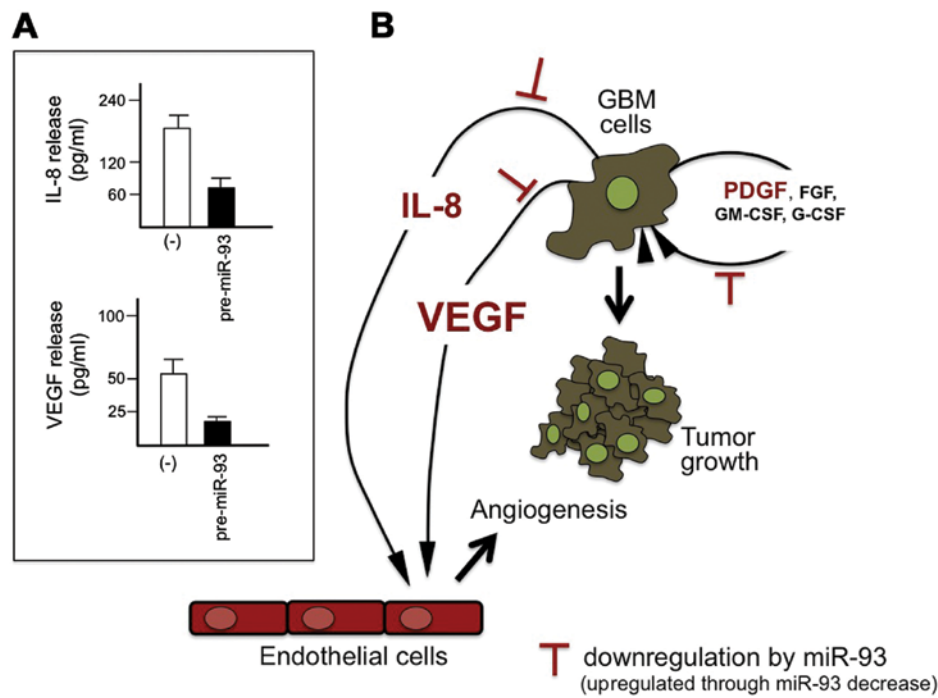 A
IL-8 release
(pg/ml)
240
120
60
(-)
pre-miR-93
VEGF release
(pg/ml)
100
50
25
(-)
pre-miR-93
B
GBM
cells
IL-8
PDGF, FGF,
GM-CSF, G-CSF
VEGF
Tumor
growth
Angiogenesis
Endothelial cells
downregulation by miR-93
(upregulated through miR-93 decrease)